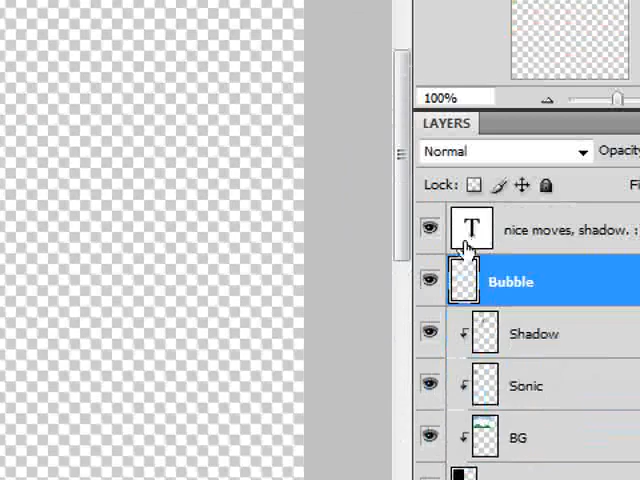 100%
LAYERS
Normal
Opacity
Lock:
Fi
T
nice moves, shadow. :
Bubble
Shadow
Sonic
BG